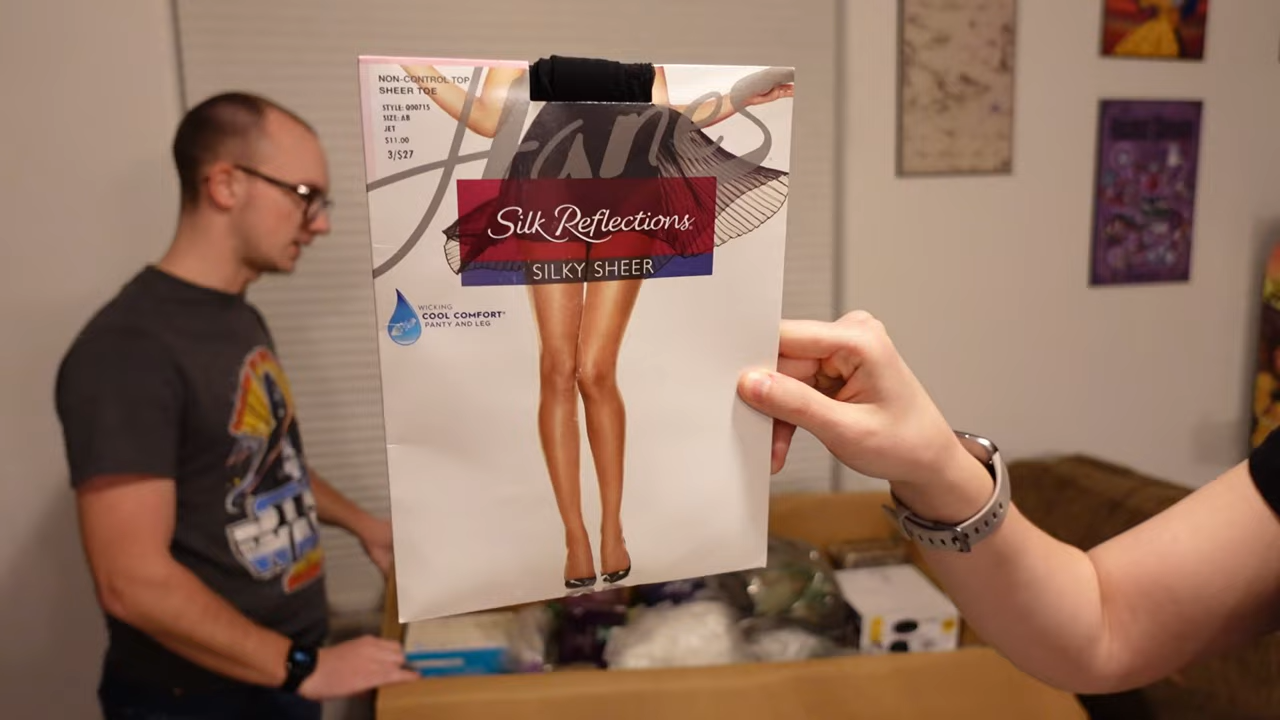 NON-CONTROL TOP
SHEER TOE
STYLE: Q00715
SIZE: AB
JET
$11.00
3/$27
Hanes
Silk Reflections
SILKY SHEER
WICKING
COOL COMFORT
PANTY AND LEG